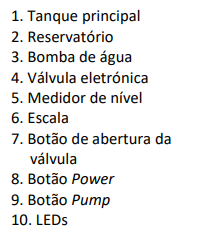 1. Tanque principal
2. Reservatório
3. Bomba de água
4. Válvula eletrónica
5. Medidor de nível
6. Escala
7. Botão de abertura da
válvula
8. Botão Power
9. Botão Pump
10. LEDs